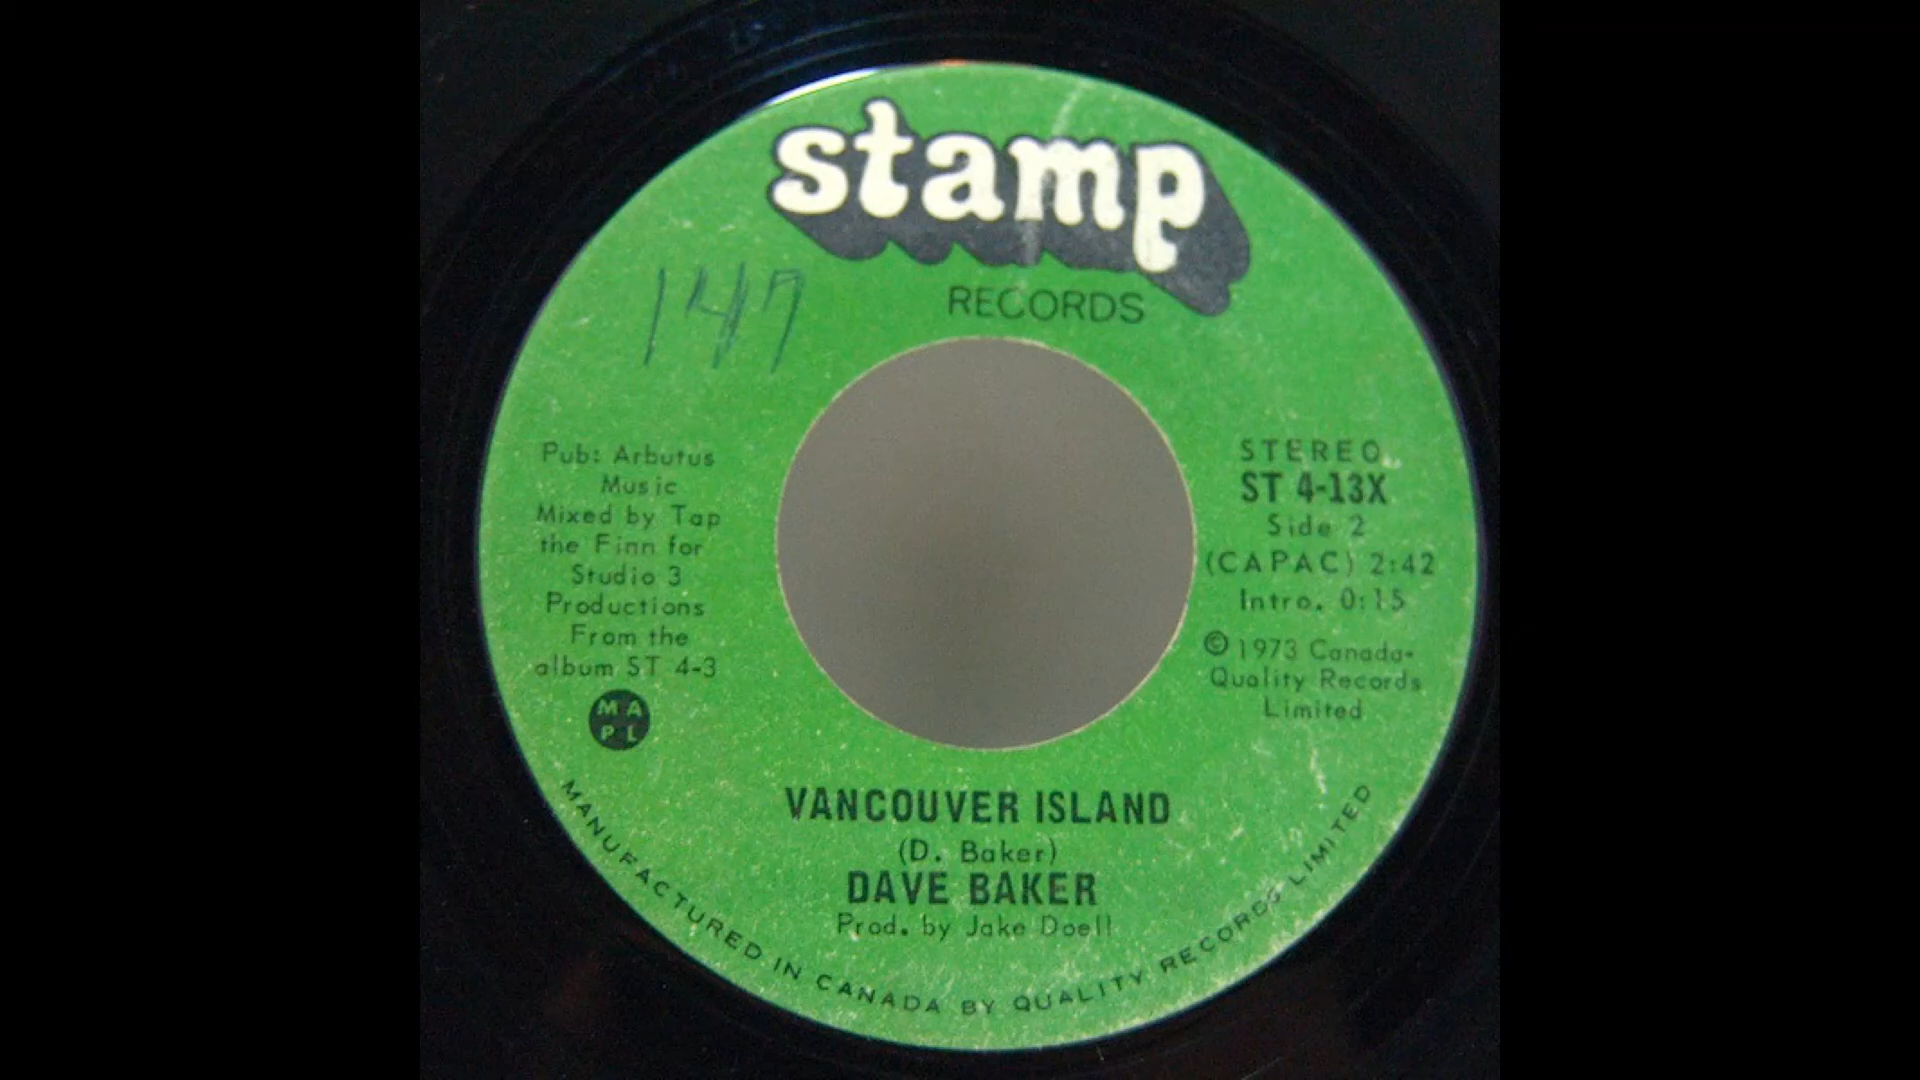 stamp
RECORDS
147
Pub: Arbutus
Music
Mixed by Tap
the Finn for
Studio 3
Productions
From the
album ST 4-3
M A
P L
STEREO
ST 4-13X
Side 2
(CAPAC) 2:42
Intro. 0:15
© 1973 Canada-
Quality Records
Limited
VANCOUVER ISLAND
(D. Baker)
DAVE BAKER
Prod. by Jake Doell
MANUFACTURED IN CANADA BY QUALITY RECORDS LIMITED